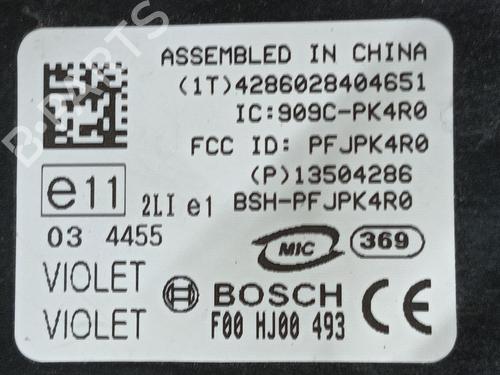 ASSEMBLED IN CHINA
(1T)4286028404651
IC:909C-PK4R0
FCC ID: PFJPK4R0
(P)13504286
e11 2LI e1 BSH-PFJPK4R0
03 4455
MIC 369
VIOLET
VIOLET
BOSCH
F00 HJ00 493
CE
B-PARTS